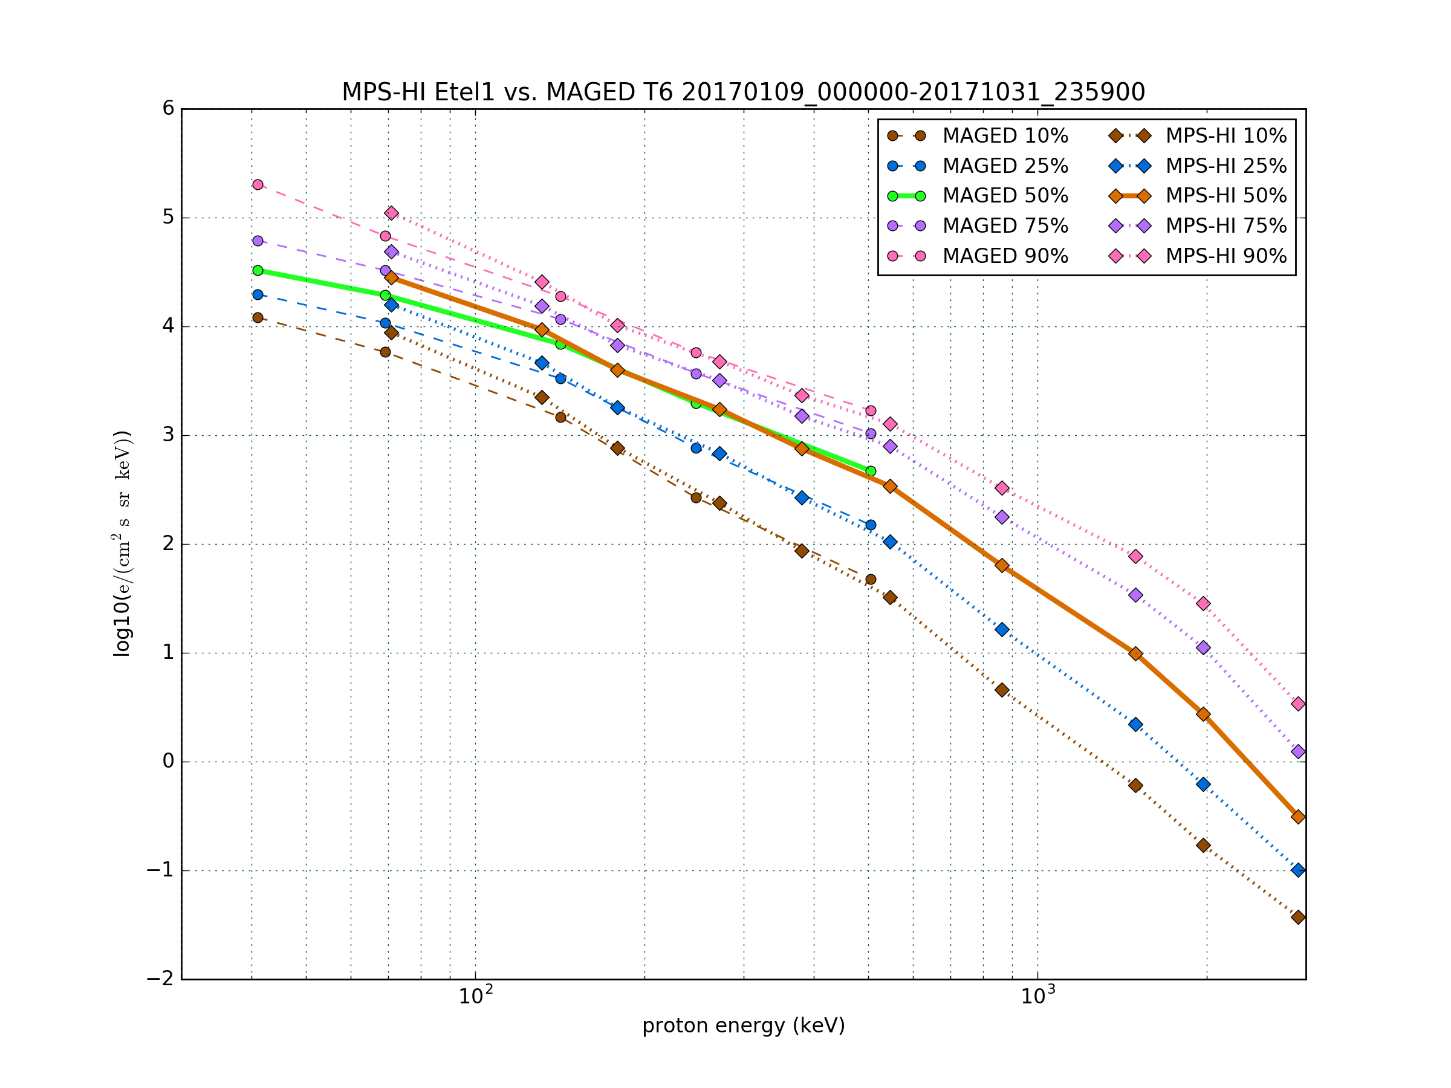 MPS-HI Etel1 vs. MAGED T6 20170109_000000-20171031_235900
6
5
4
3
2
1
0
−1
−2
log10(e/(cm² s sr keV))
MAGED 10%
MAGED 25%
MAGED 50%
MAGED 75%
MAGED 90%
MPS-HI 10%
MPS-HI 25%
MPS-HI 50%
MPS-HI 75%
MPS-HI 90%
10² 10³
proton energy (keV)